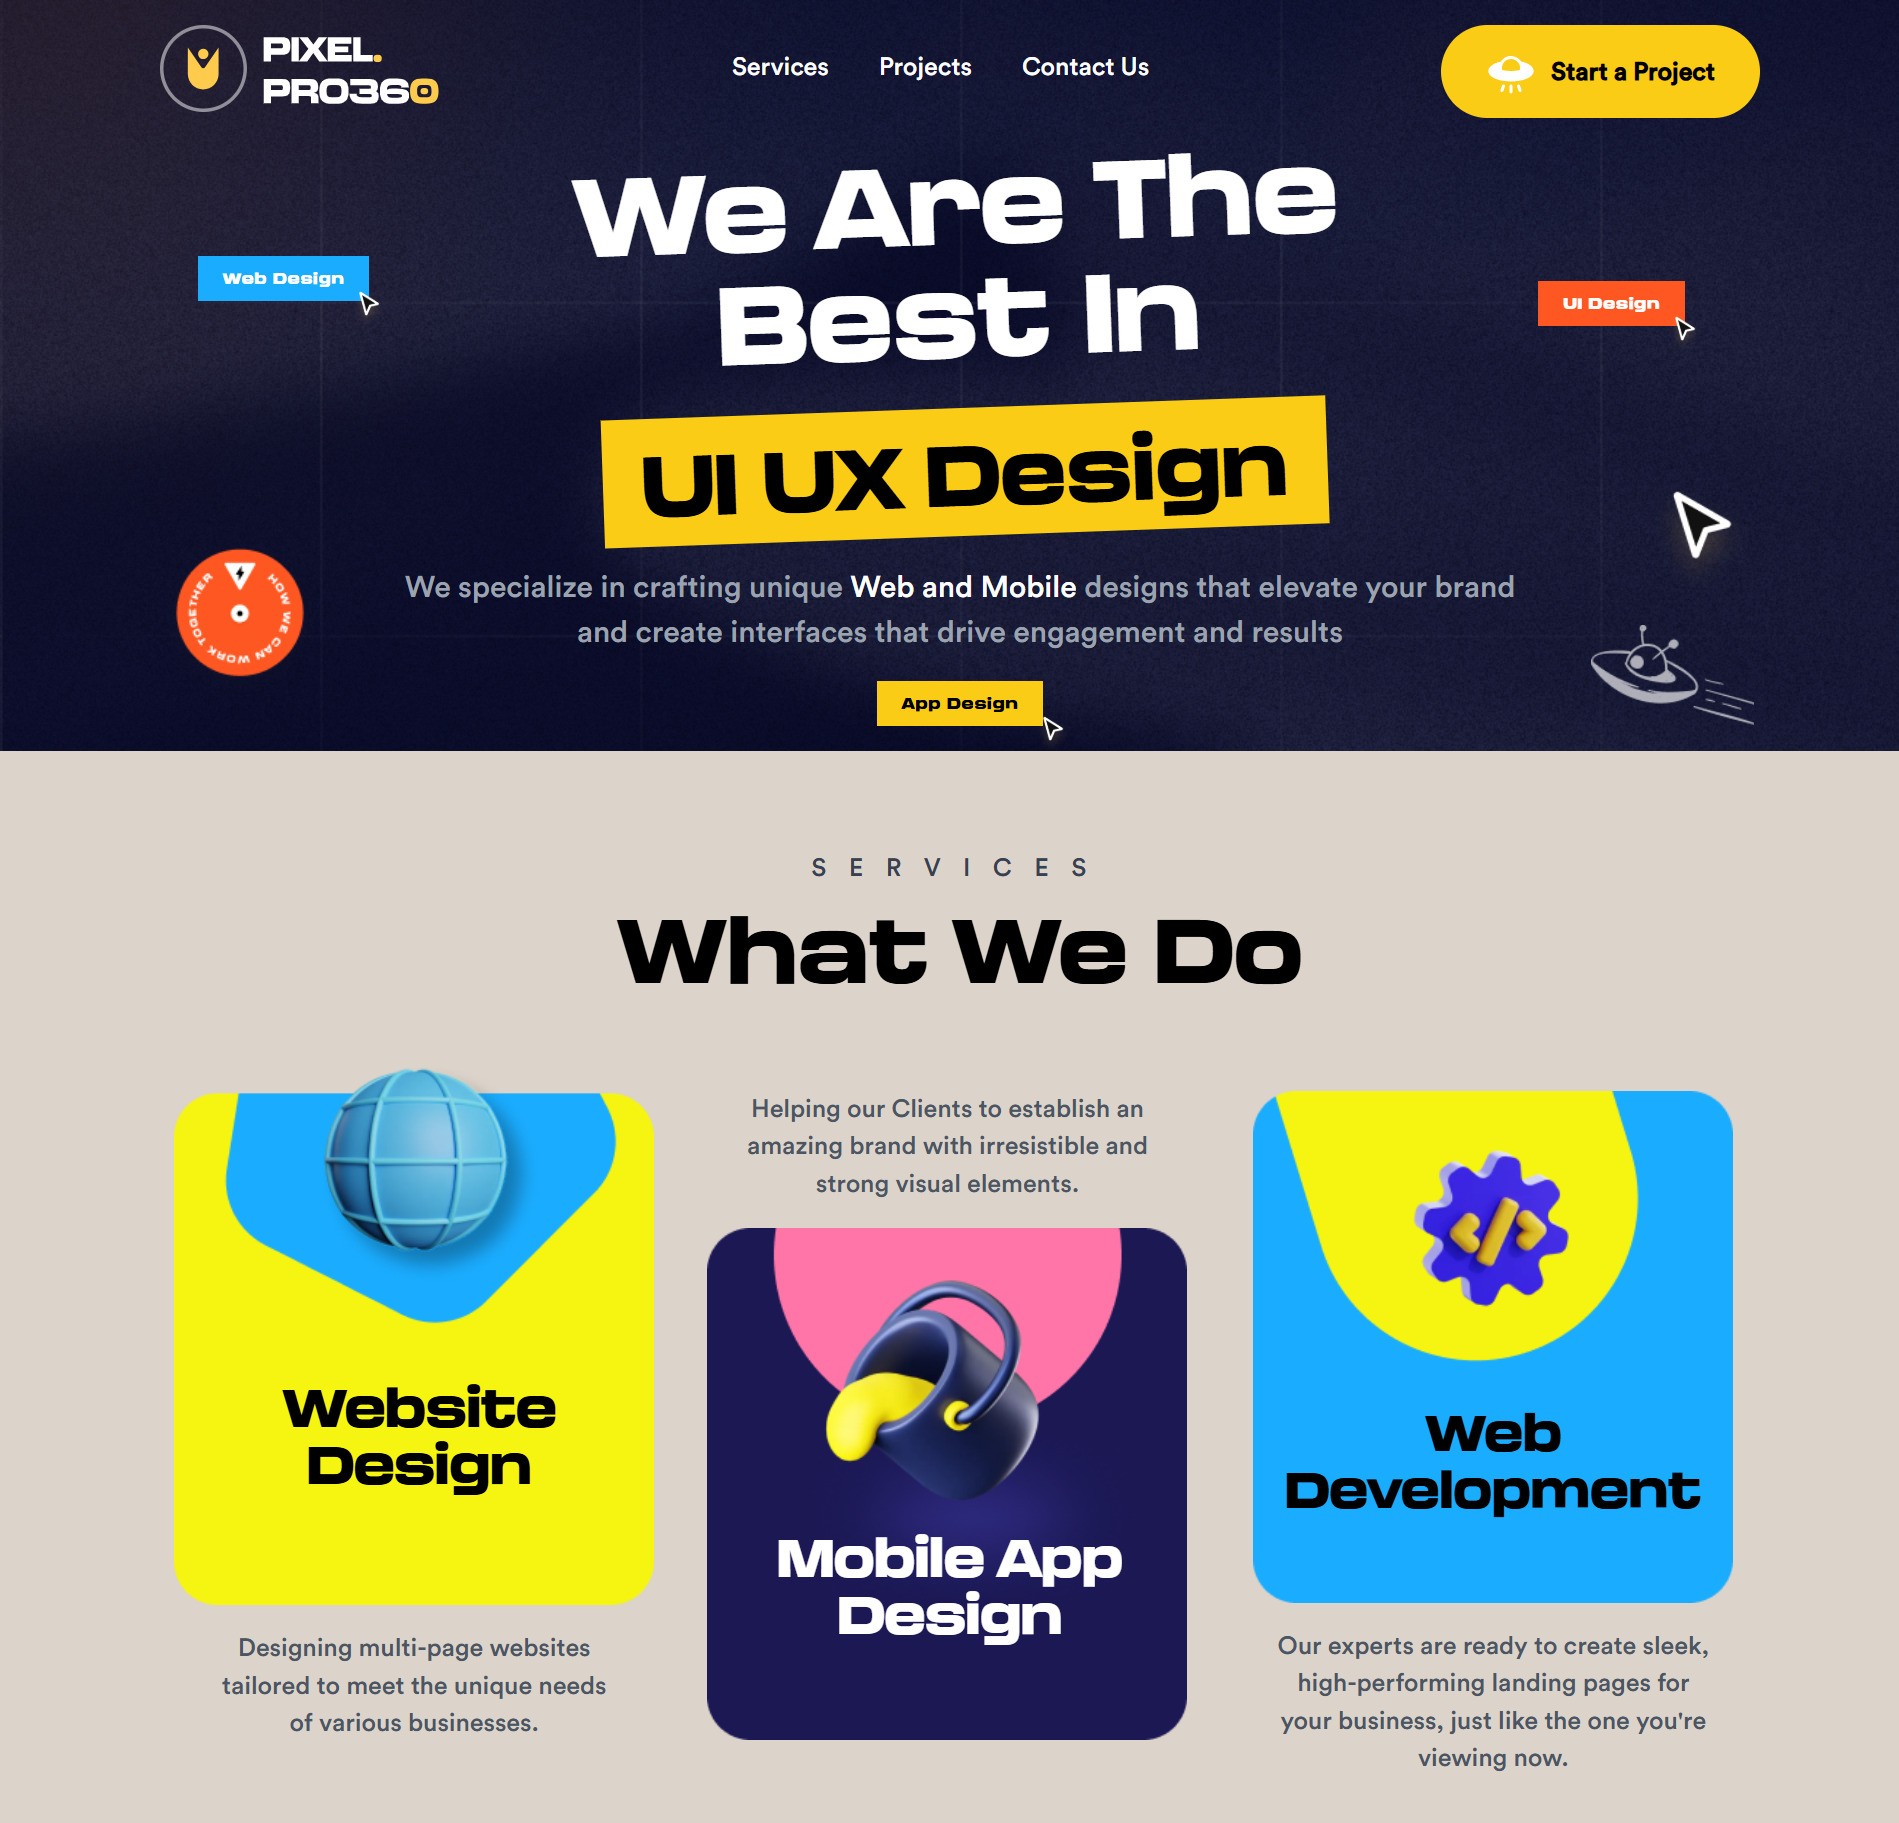 PIXEL.
PRO360
Services
Projects
Contact Us
Start a Project
We Are The
Best In
UI UX Design
Web Design
UI Design
HOW WE CAN WORK TOGETHER
We specialize in crafting unique Web and Mobile designs that elevate your brand
and create interfaces that drive engagement and results
App Design
SERVICES
What We Do
Website
Design
Designing multi-page websites
tailored to meet the unique needs
of various businesses.
Helping our Clients to establish an
amazing brand with irresistible and
strong visual elements.
Mobile App
Design
</>
Web
Development
Our experts are ready to create sleek,
high-performing landing pages for
your business, just like the one you're
viewing now.